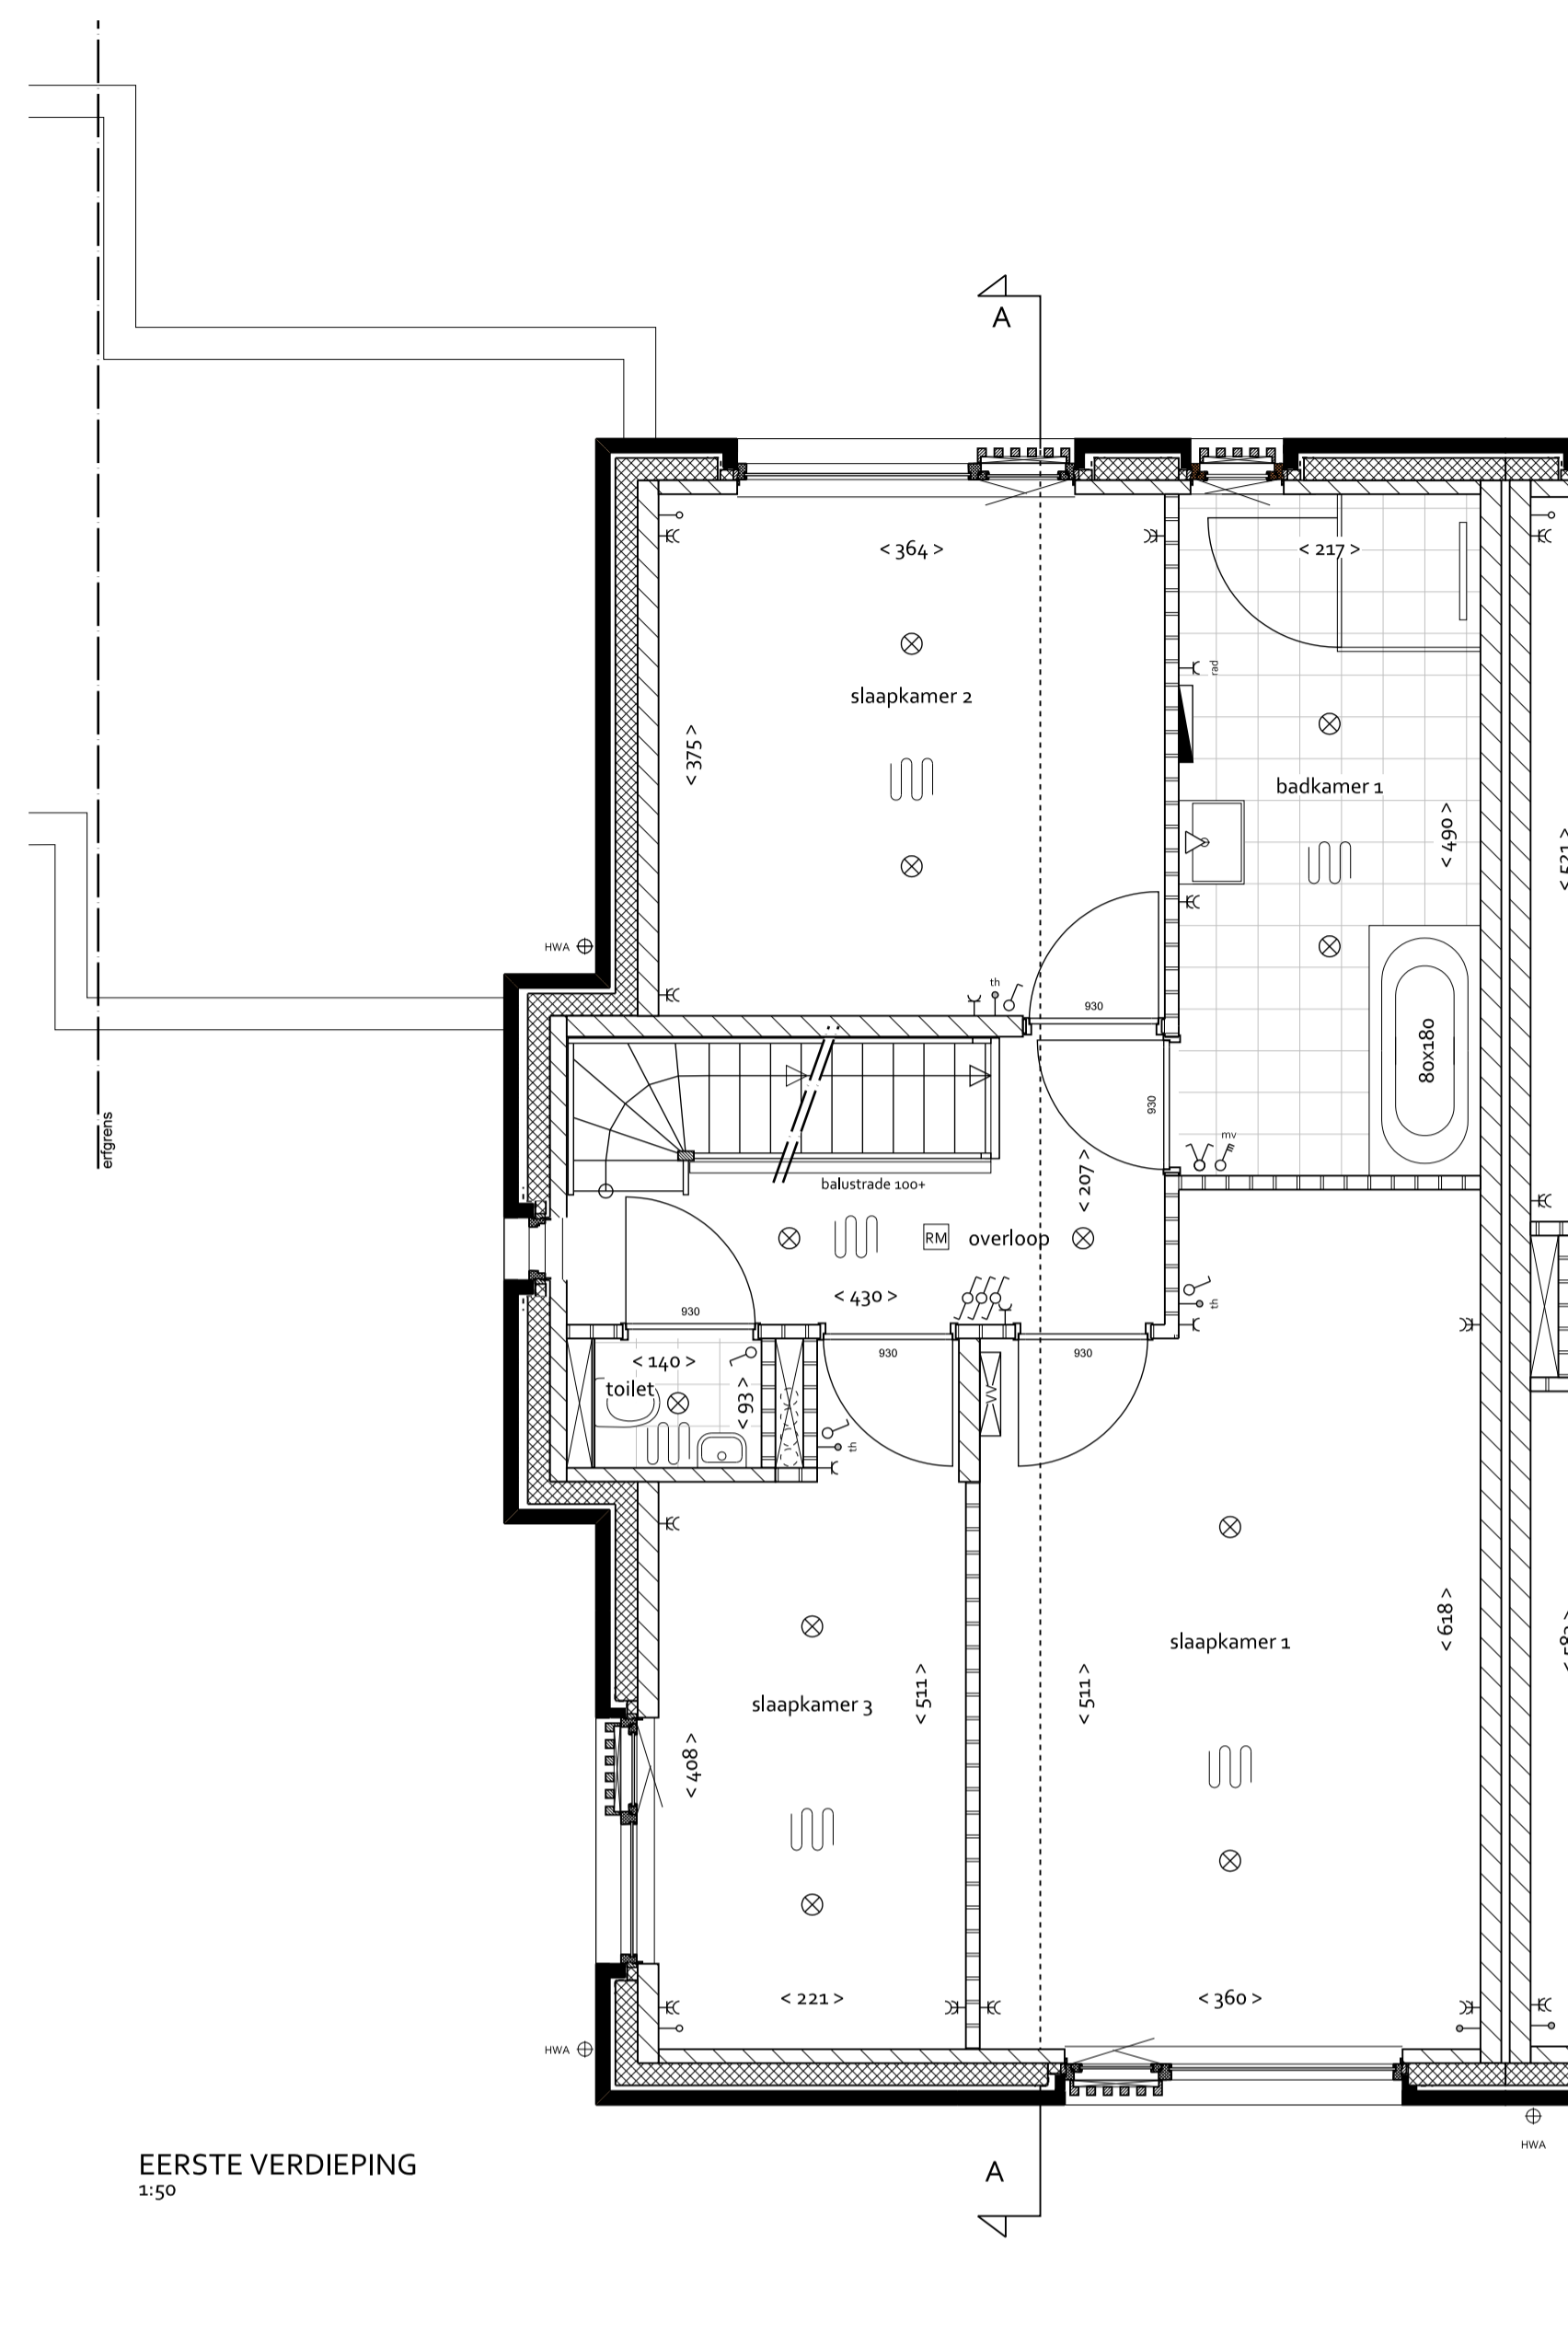 A
< 364 >
< 217 >
rad
slaapkamer 2
< 375 >
badkamer 1
< 490 >
< 521 >
HWA
th
930
80x180
930
erfgrens
mv
balustrade 100+
< 207 >
RM
overloop
< 430 >
th
930
930
930
< 140 >
toilet
< 93 >
VV
th
slaapkamer 1
< 618 >
slaapkamer 3
< 511 >
< 511 >
< 408 >
< 221 >
< 360 >
HWA
HWA
EERSTE VERDIEPING
1:50
A